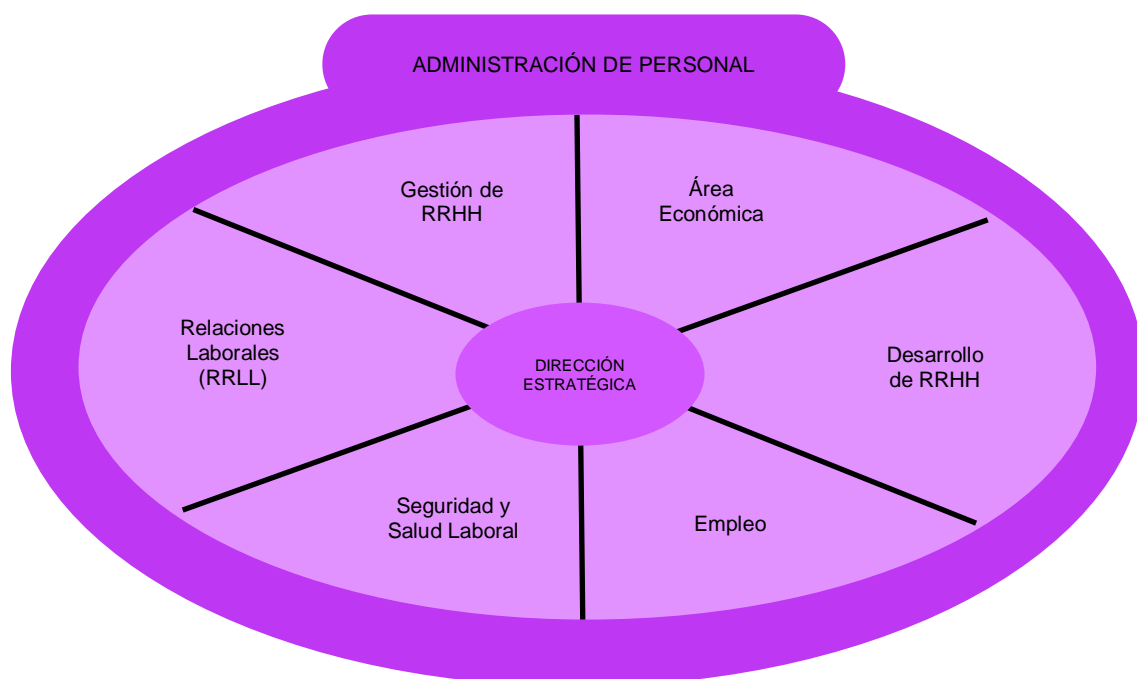 ADMINISTRACIÓN DE PERSONAL
Gestión de
RRHH
Área
Económica
Relaciones
Laborales
(RRLL)
DIRECCIÓN
ESTRATÉGICA
Desarrollo
de RRHH
Seguridad y
Salud Laboral
Empleo